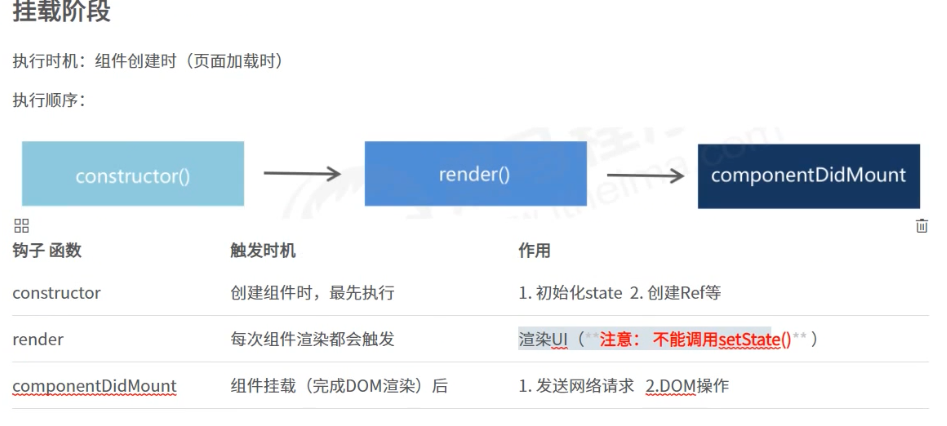 挂载阶段
执行时机：组件创建时（页面加载时）
执行顺序：
constructor() render() componentDidMount
钩子 函数 触发时机 作用
constructor 创建组件时，最先执行 1. 初始化state 2. 创建Ref等
render 每次组件渲染都会触发 渲染UI（**注意： 不能调用setState()** ）
componentDidMount 组件挂载（完成DOM渲染）后 1. 发送网络请求 2.DOM操作